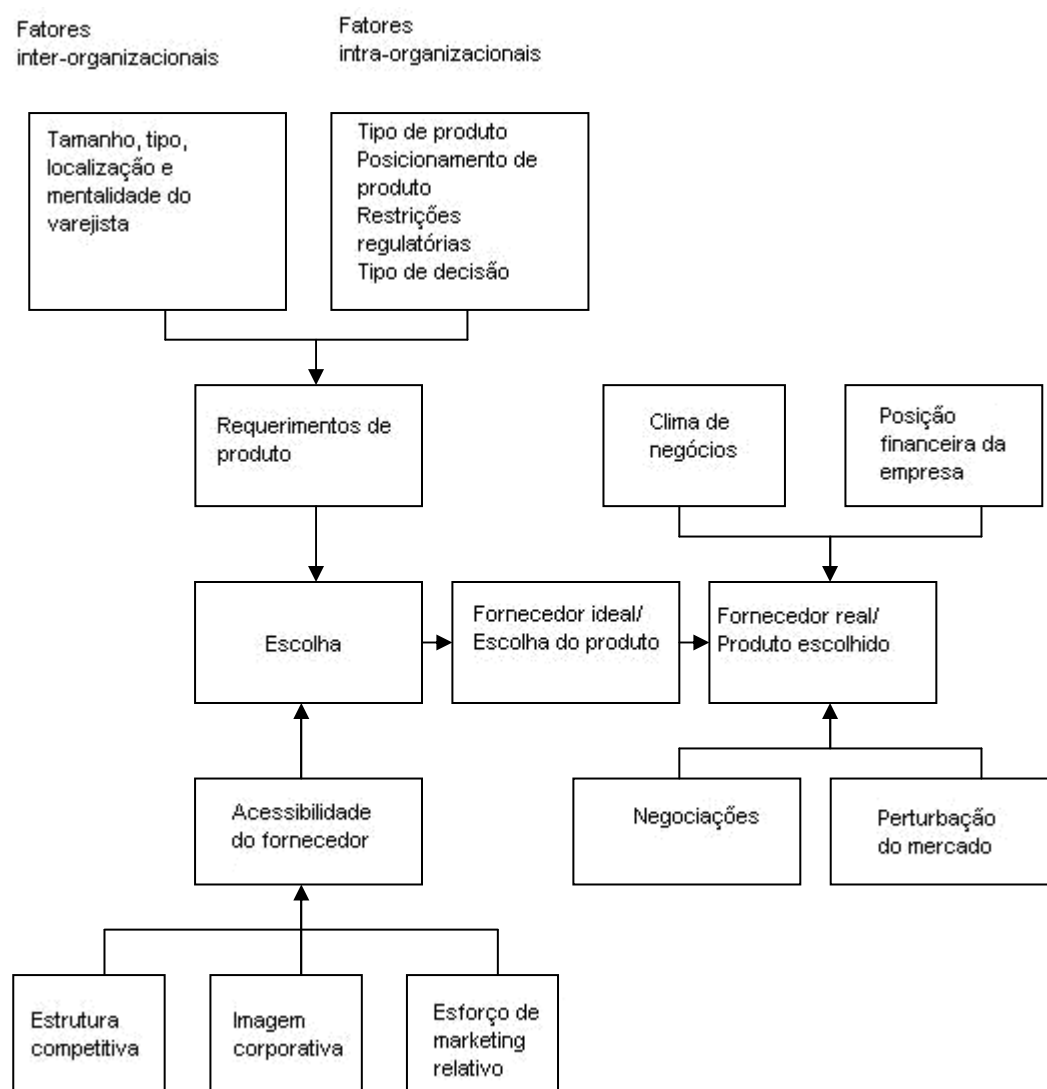 Fatores
inter-organizacionais
Fatores
intra-organizacionais
Tamanho, tipo,
localização e
mentalidade do
varejista
Tipo de produto
Posicionamento de
produto
Restrições
regulatórias
Tipo de decisão
Requerimentos de
produto
Clima de
negócios
Posição
financeira da
empresa
Escolha
Fornecedor ideal/
Escolha do produto
Fornecedor real/
Produto escolhido
Acessibilidade
do fornecedor
Negociações
Perturbação
do mercado
Estrutura
competitiva
Imagem
corporativa
Esforço de
marketing
relativo